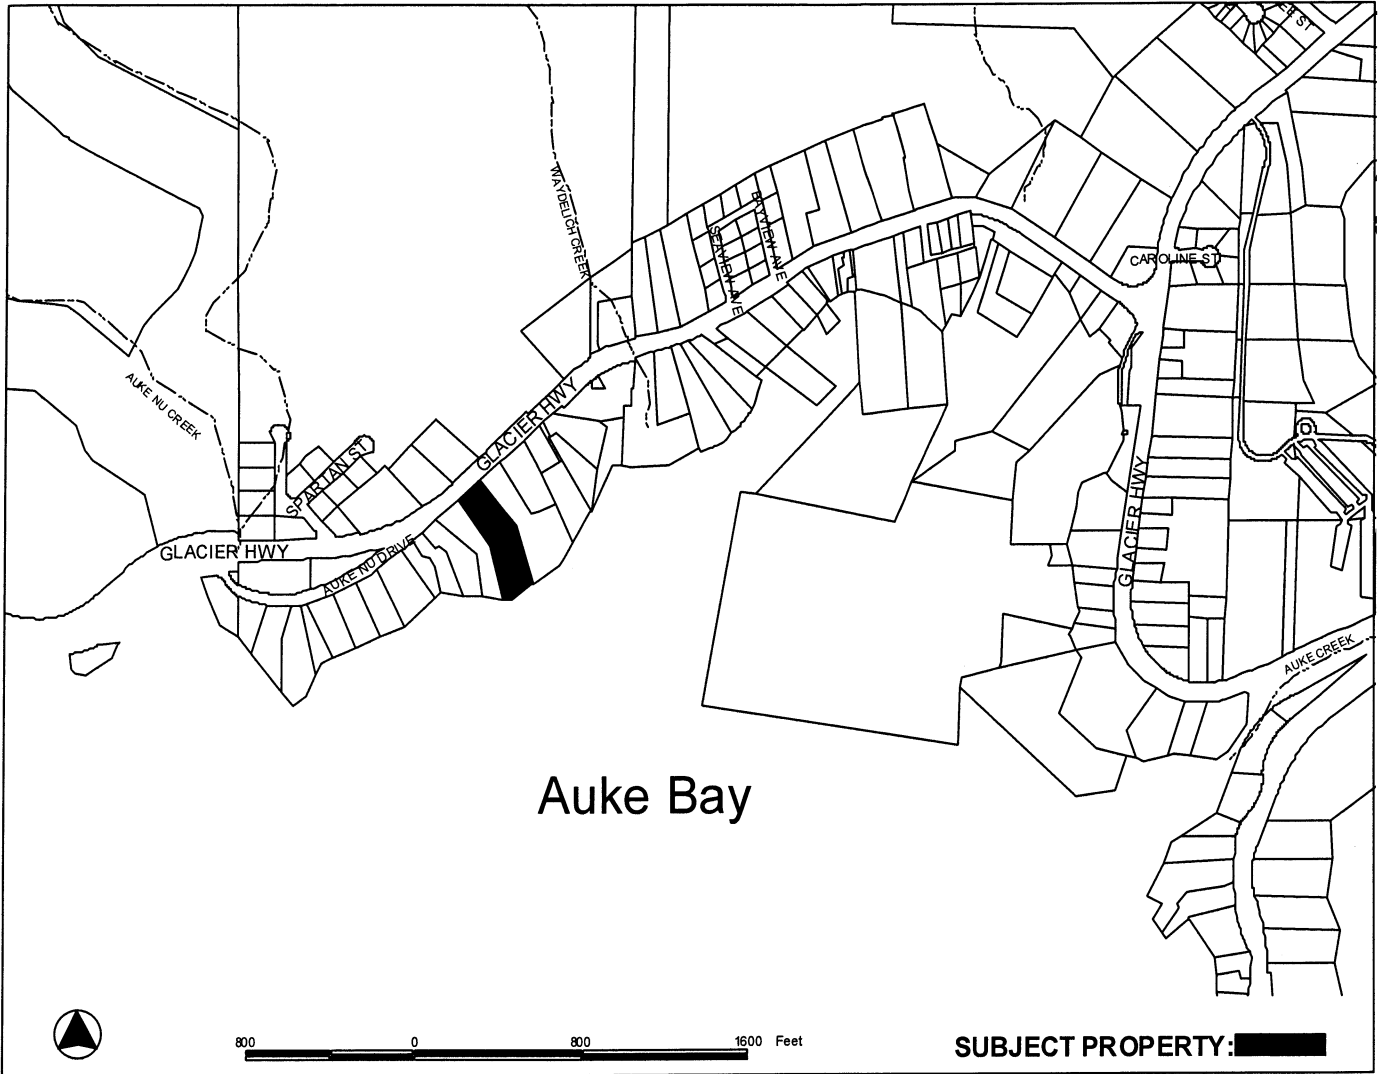 WAYDELICH CREEK
BAYVIEW AVE
SEAVIEW AVE
CAROLINE ST
AUKE NU CREEK
GLACIER HWY
SPARTAN ST
GLACIER HWY
GLACIER HWY
AUKE NU DRIVE
AUKE CREEK
Auke Bay
800 0 800 1600 Feet
SUBJECT PROPERTY: